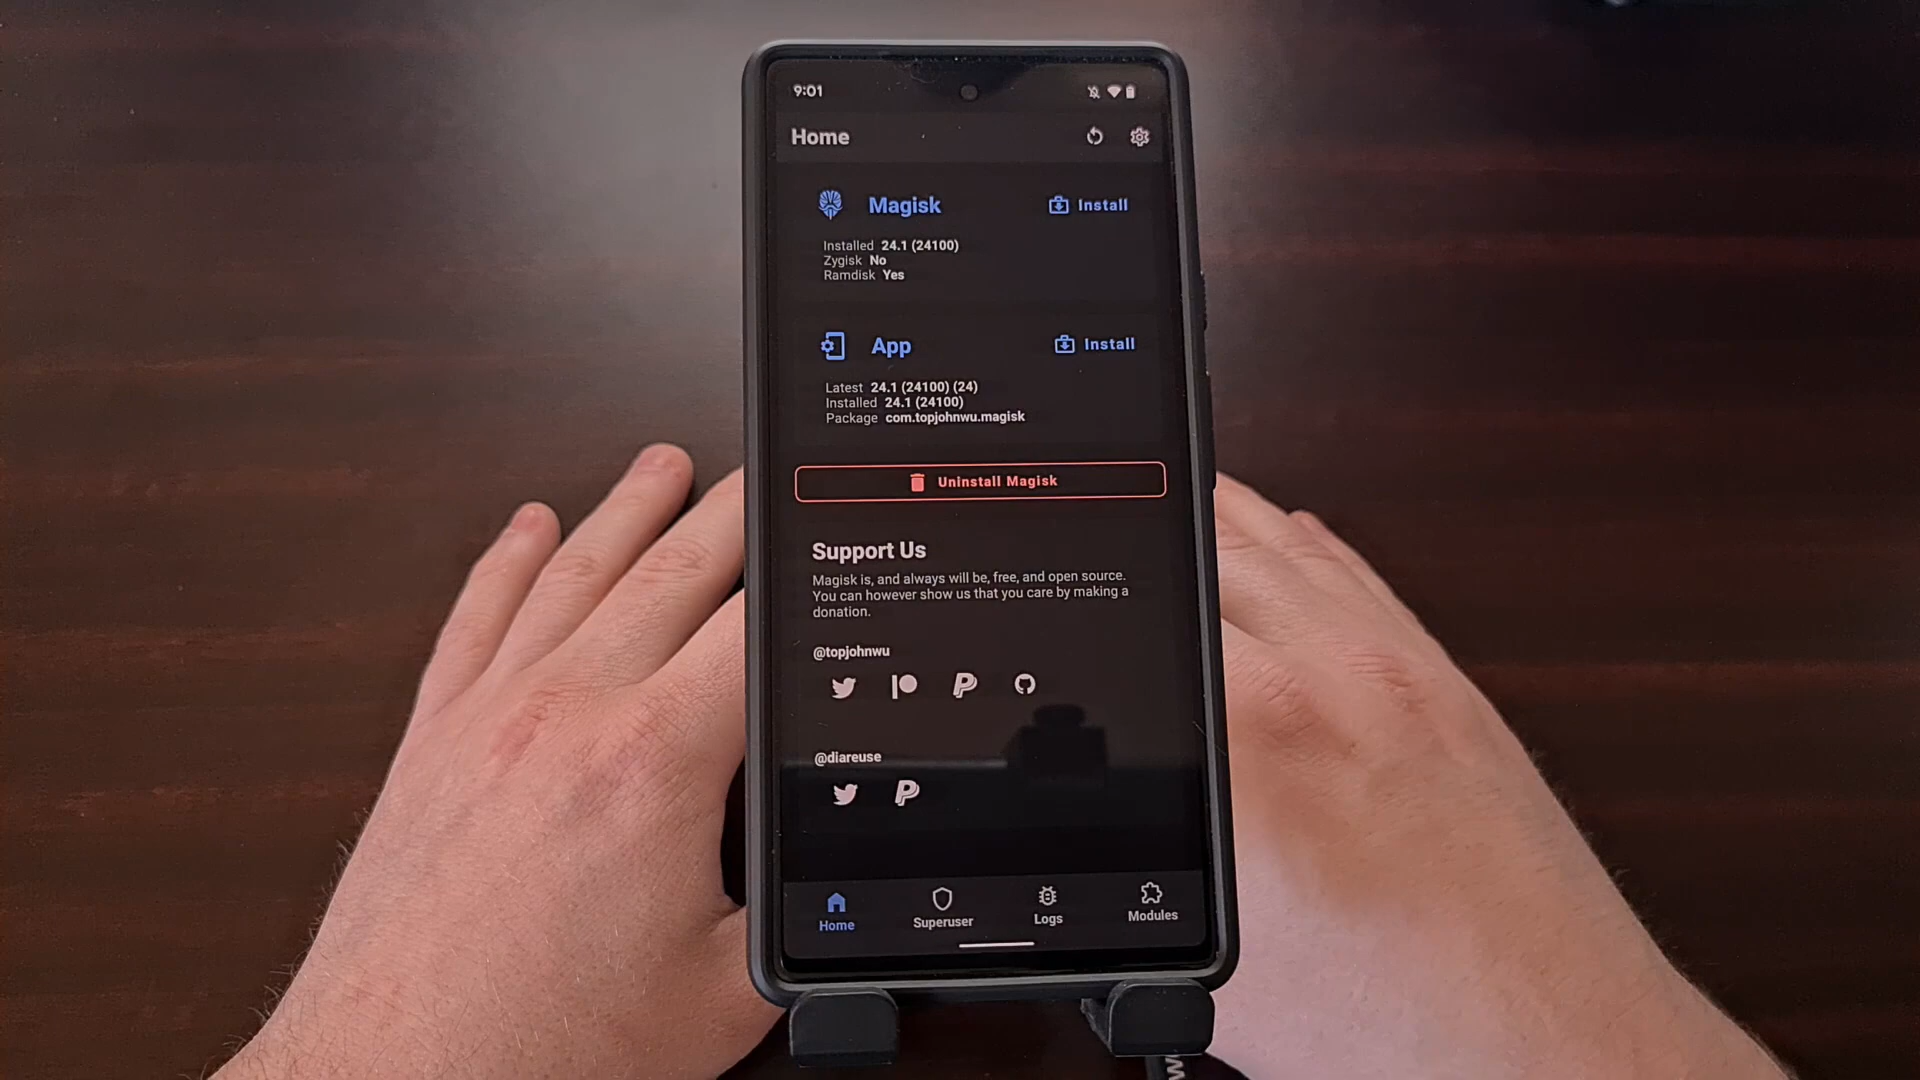 9:01
Home
Magisk
Install
Installed 24.1 (24100)
Zygisk No
Ramdisk Yes
App
Install
Latest 24.1 (24100) (24)
Installed 24.1 (24100)
Package com.topjohnwu.magisk
Uninstall Magisk
Support Us
Magisk is, and always will be, free, and open source.
You can however show us that you care by making a
donation.
@topjohnwu
@diareuse
Home
Superuser
Logs
Modules